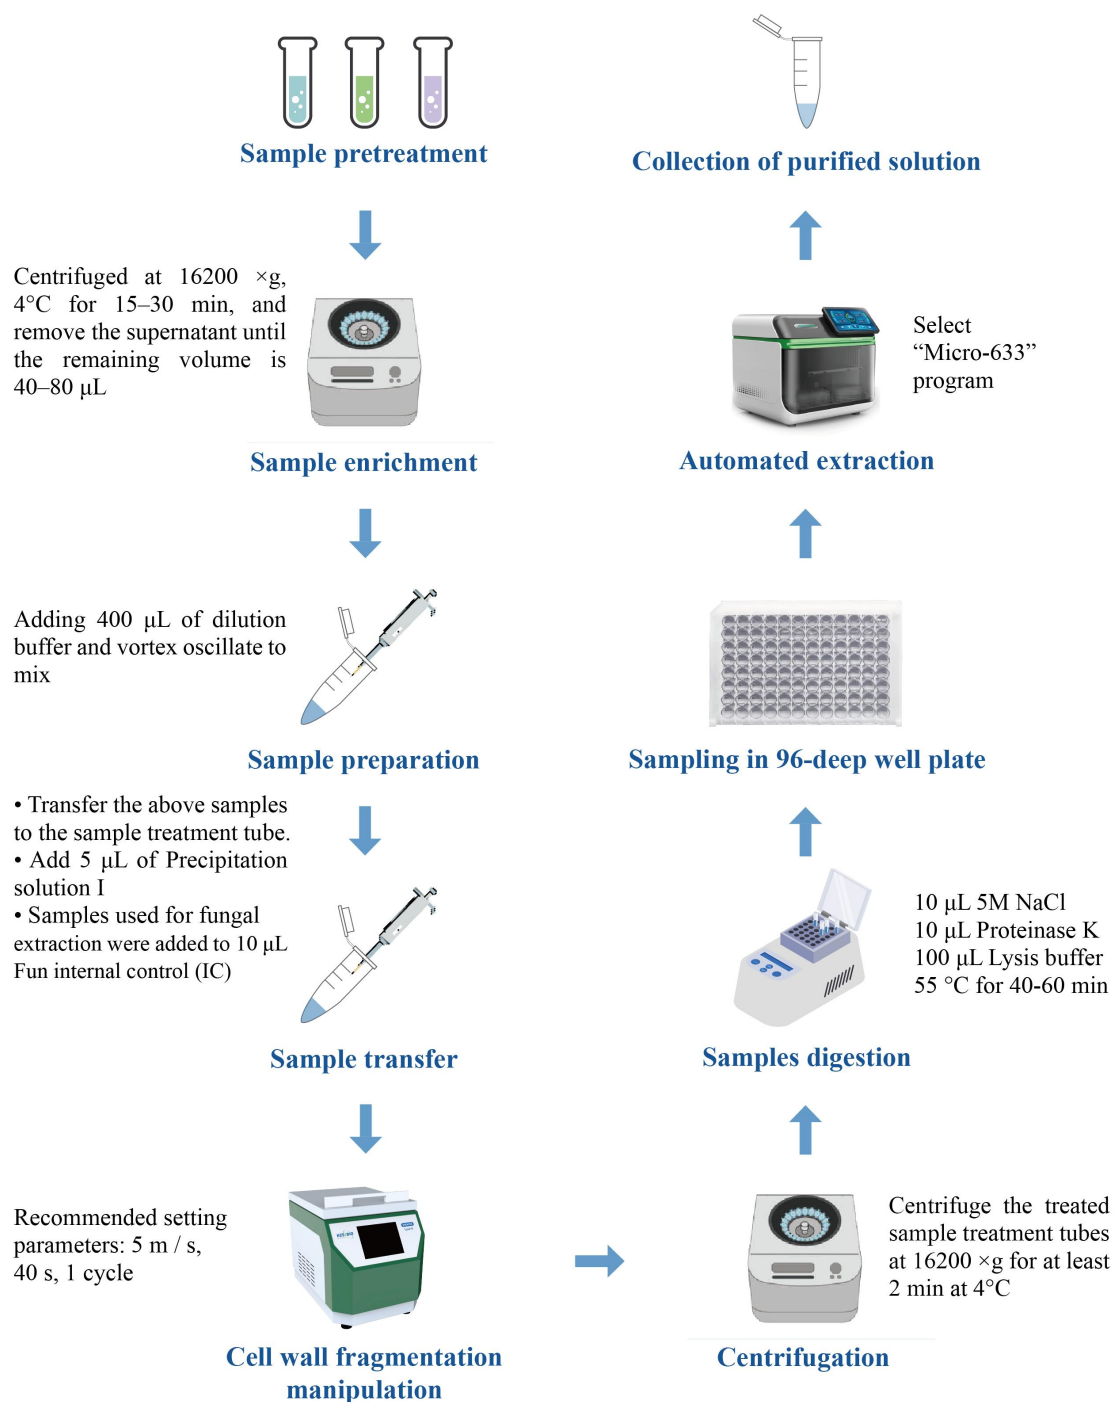 Sample pretreatment
Centrifuged at 16200 ×g,
4°C for 15–30 min, and
remove the supernatant until
the remaining volume is
40–80 μL
Sample enrichment
Adding 400 μL of dilution
buffer and vortex oscillate to
mix
Sample preparation
• Transfer the above samples
to the sample treatment tube.
• Add 5 μL of Precipitation
solution I
• Samples used for fungal
extraction were added to 10 μL
Fun internal control (IC)
Sample transfer
Recommended setting
parameters: 5 m / s,
40 s, 1 cycle
Cell wall fragmentation
manipulation
Centrifuge the treated
sample treatment tubes
at 16200 ×g for at least
2 min at 4°C
Centrifugation
10 μL 5M NaCl
10 μL Proteinase K
100 μL Lysis buffer
55 °C for 40-60 min
Samples digestion
Sampling in 96-deep well plate
Select
“Micro-633”
program
Automated extraction
Collection of purified solution